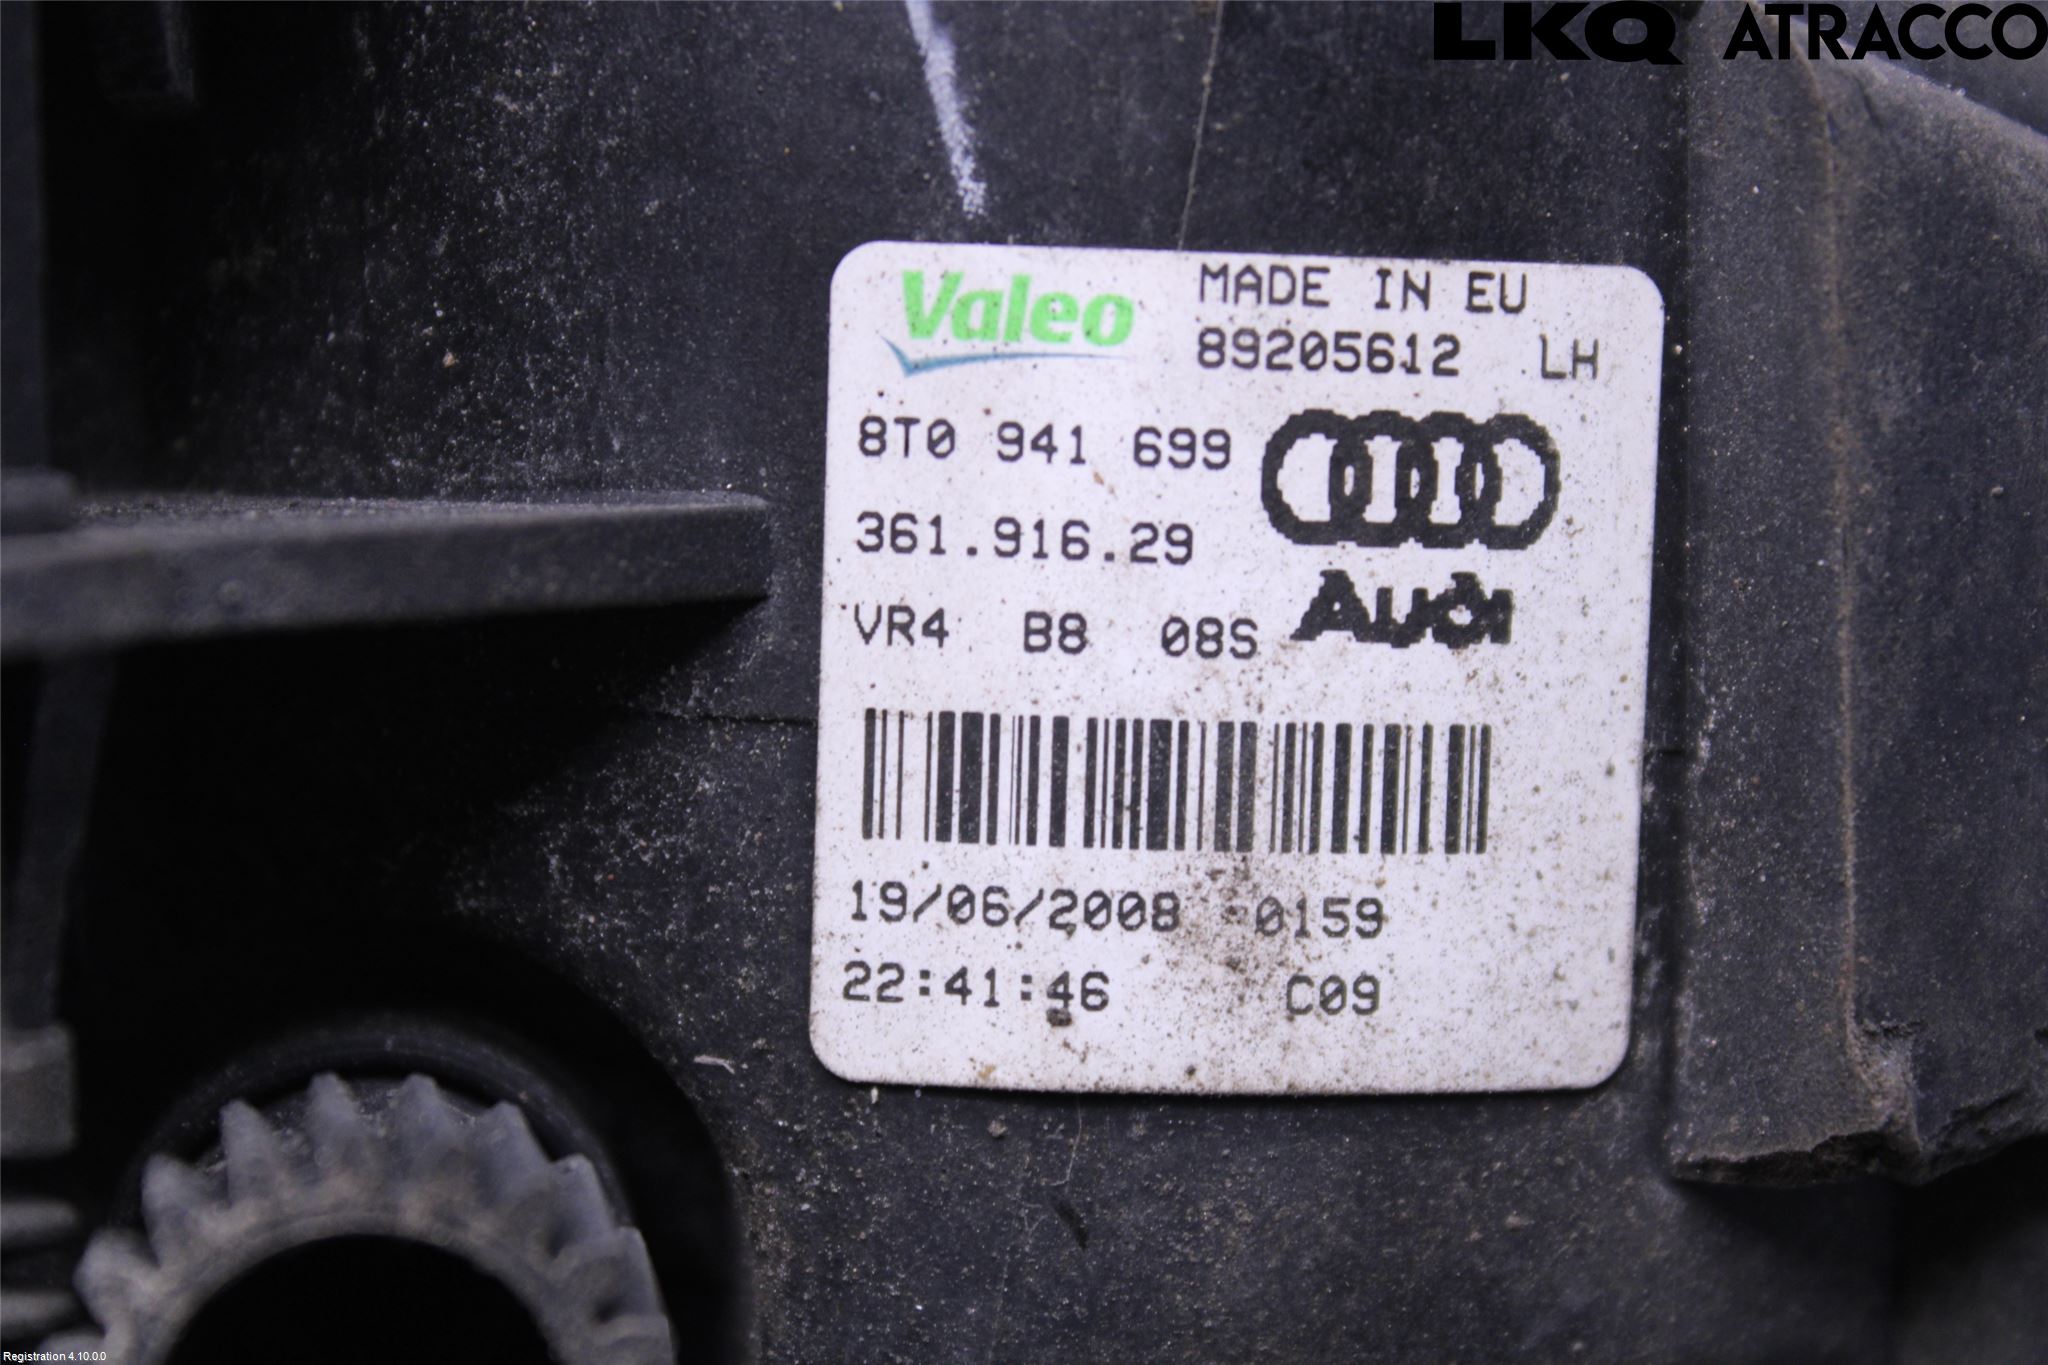 LKQ ATRACCO
Valeo MADE IN EU
89205612 LH
8T0 941 699
361.916.29
VR4 B8 08S
Audi
19/06/2008 0159
22:41:46 C09
Registration 4.10.0.0